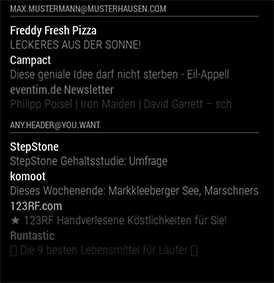 MAX.MUSTERMANN@MUSTERHAUSEN.COM
Freddy Fresh Pizza
LECKERES AUS DER SONNE!
Campact
Diese geniale Idee darf nicht sterben - Eil-Appell
eventim.de Newsletter
Philipp Poisel | Iron Maiden | David Garrett – sch
ANY.HEADER@YOU.WANT
StepStone
StepStone Gehaltsstudie: Umfrage
komoot
Dieses Wochenende: Markkleeberger See, Marschners
123RF.com
★ 123RF Handverlesene Köstlichkeiten für Sie!
Runtastic
[] Die 9 besten Lebensmittel für Läufer []